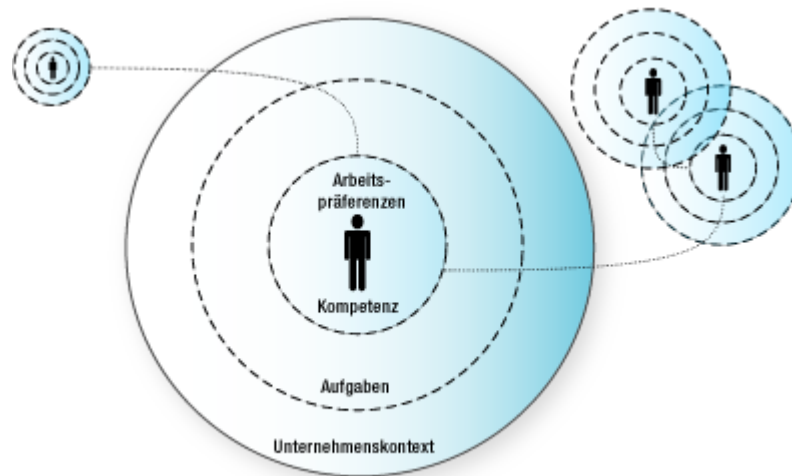 Arbeits-
präferenzen
Kompetenz
Aufgaben
Unternehmenskontext